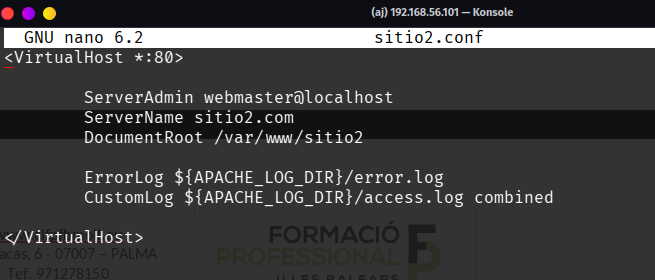 (aj) 192.168.56.101 — Konsole
GNU nano 6.2 sitio2.conf
<VirtualHost *:80>
ServerAdmin webmaster@localhost
ServerName sitio2.com
DocumentRoot /var/www/sitio2
ErrorLog ${APACHE_LOG_DIR}/error.log
CustomLog ${APACHE_LOG_DIR}/access.log combined
</VirtualHost>
acas, 6 - 07007 – PALMA
Tef. 971278150
FORMACIÓ
PROFESSIONAL
ILLES BALEARS